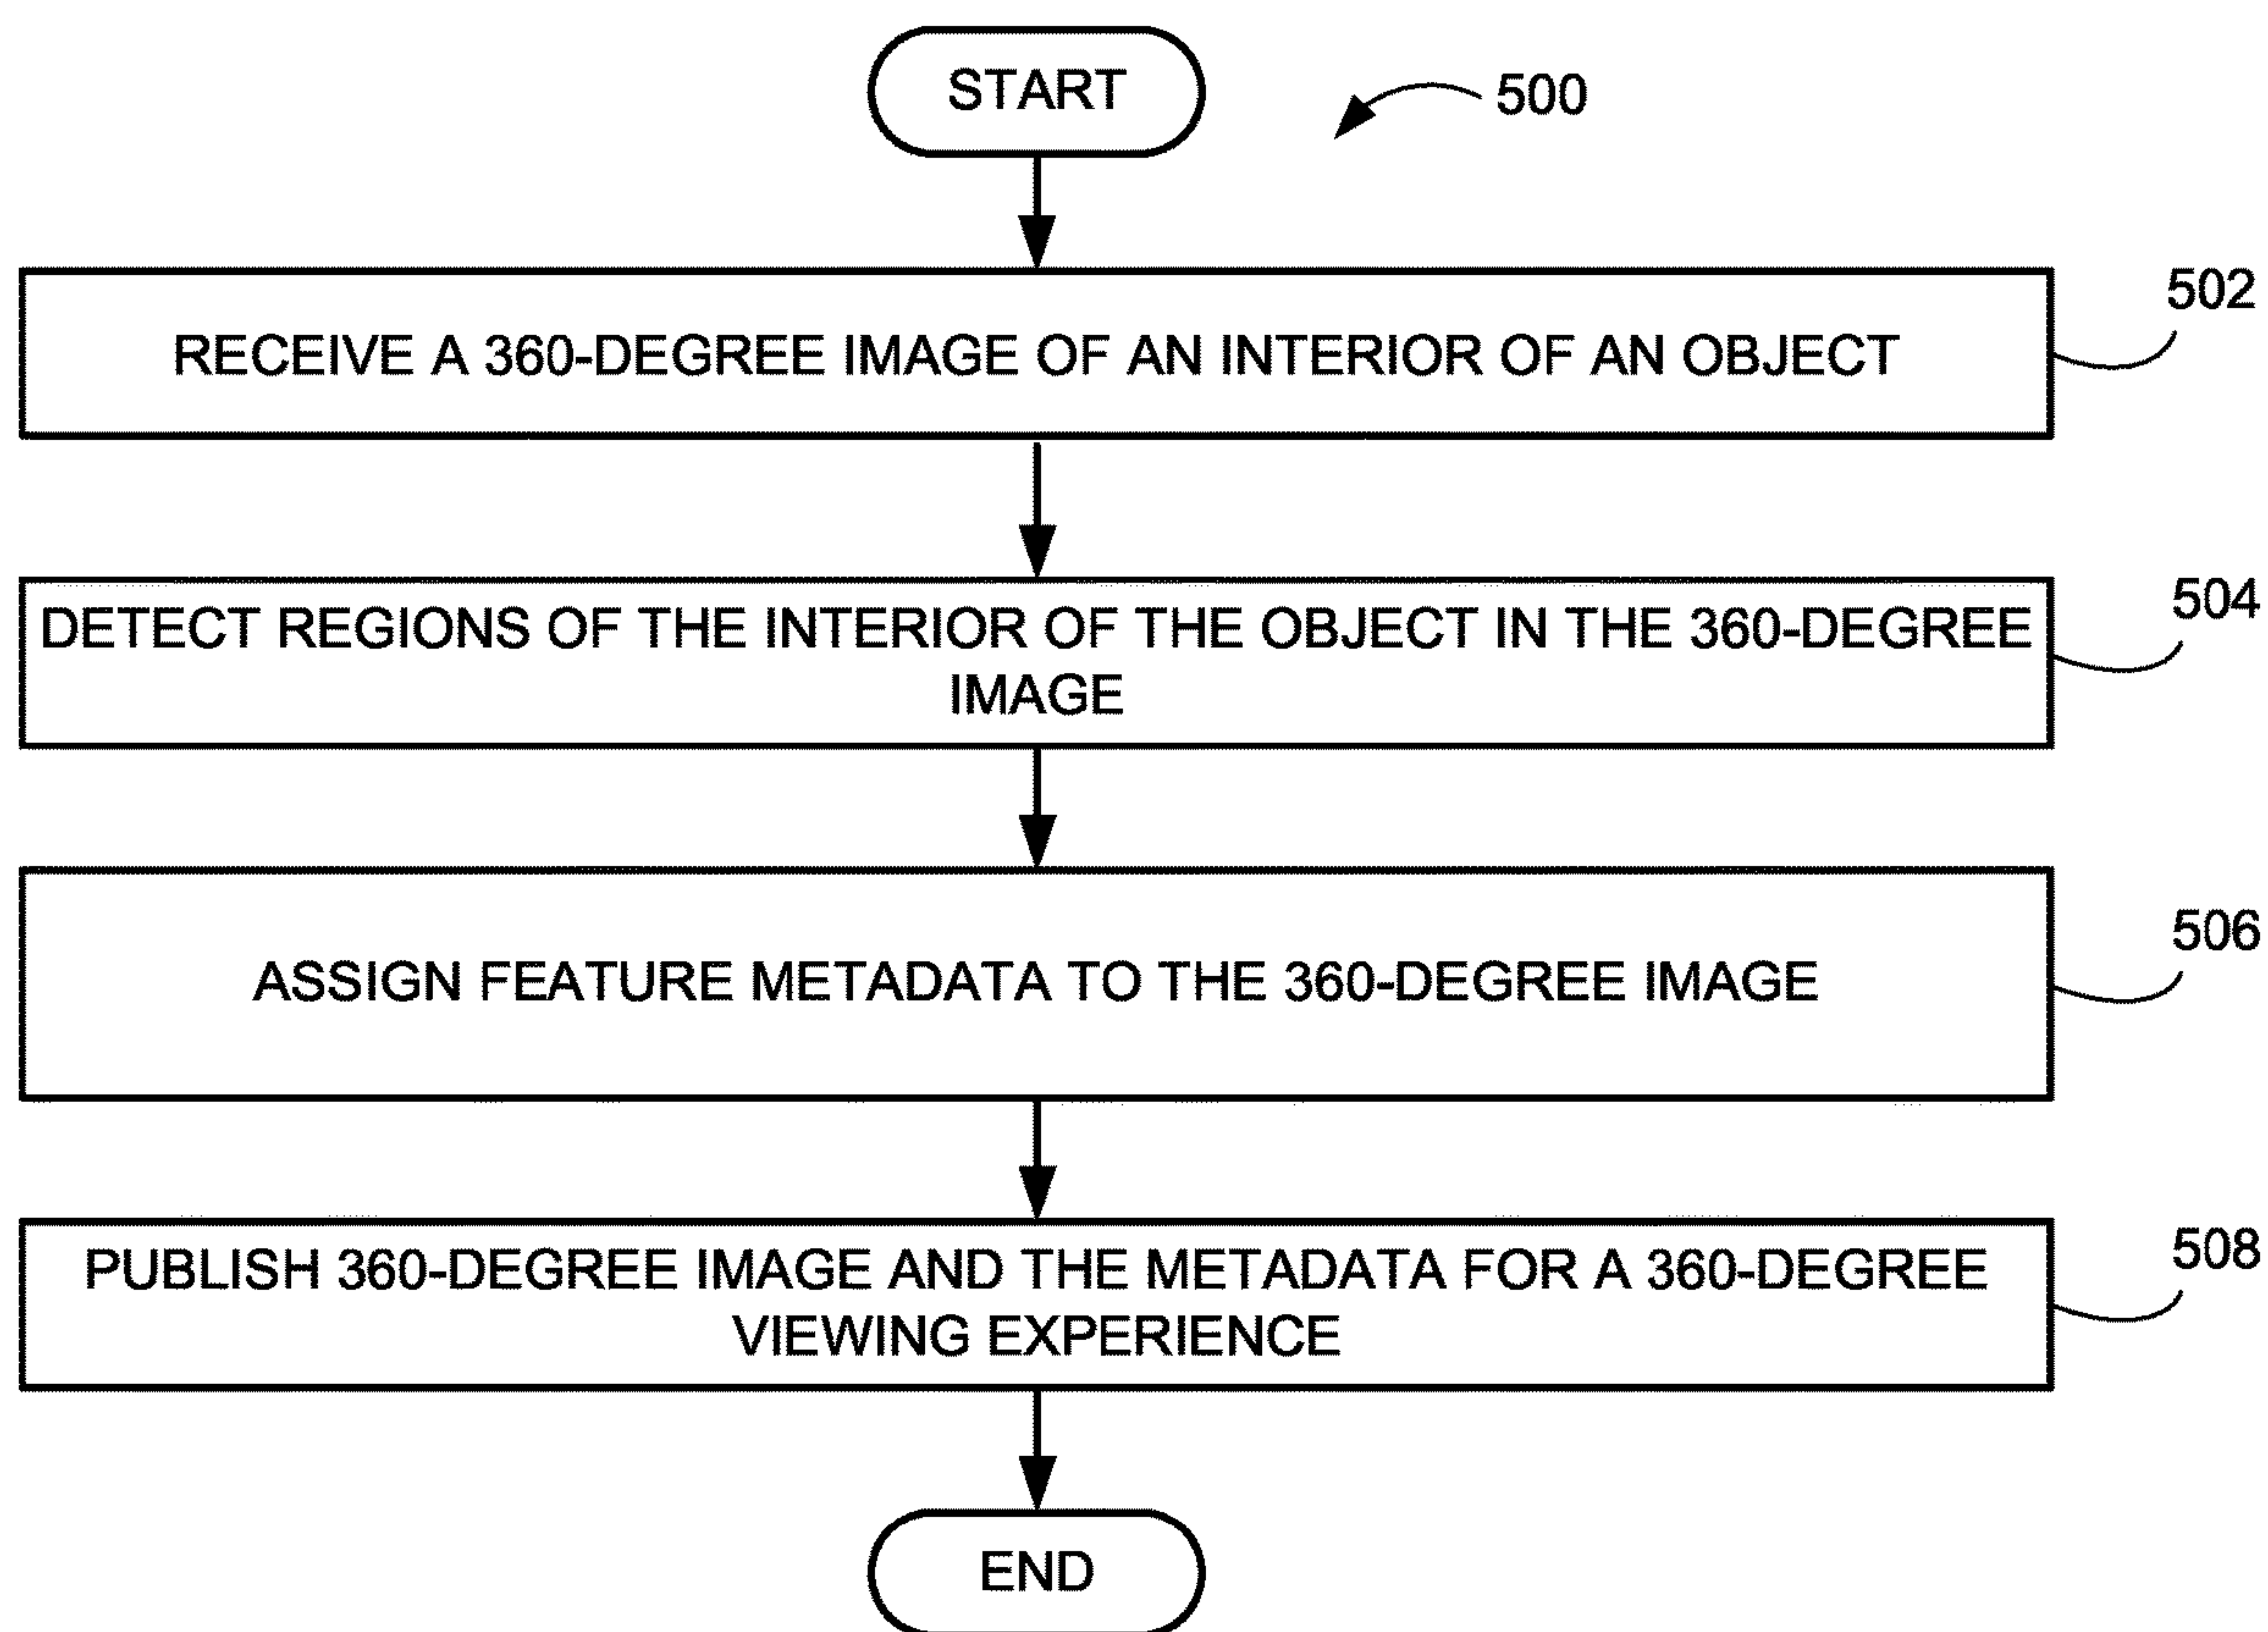 START
500
502
RECEIVE A 360-DEGREE IMAGE OF AN INTERIOR OF AN OBJECT
504
DETECT REGIONS OF THE INTERIOR OF THE OBJECT IN THE 360-DEGREE
IMAGE
506
ASSIGN FEATURE METADATA TO THE 360-DEGREE IMAGE
508
PUBLISH 360-DEGREE IMAGE AND THE METADATA FOR A 360-DEGREE
VIEWING EXPERIENCE
END